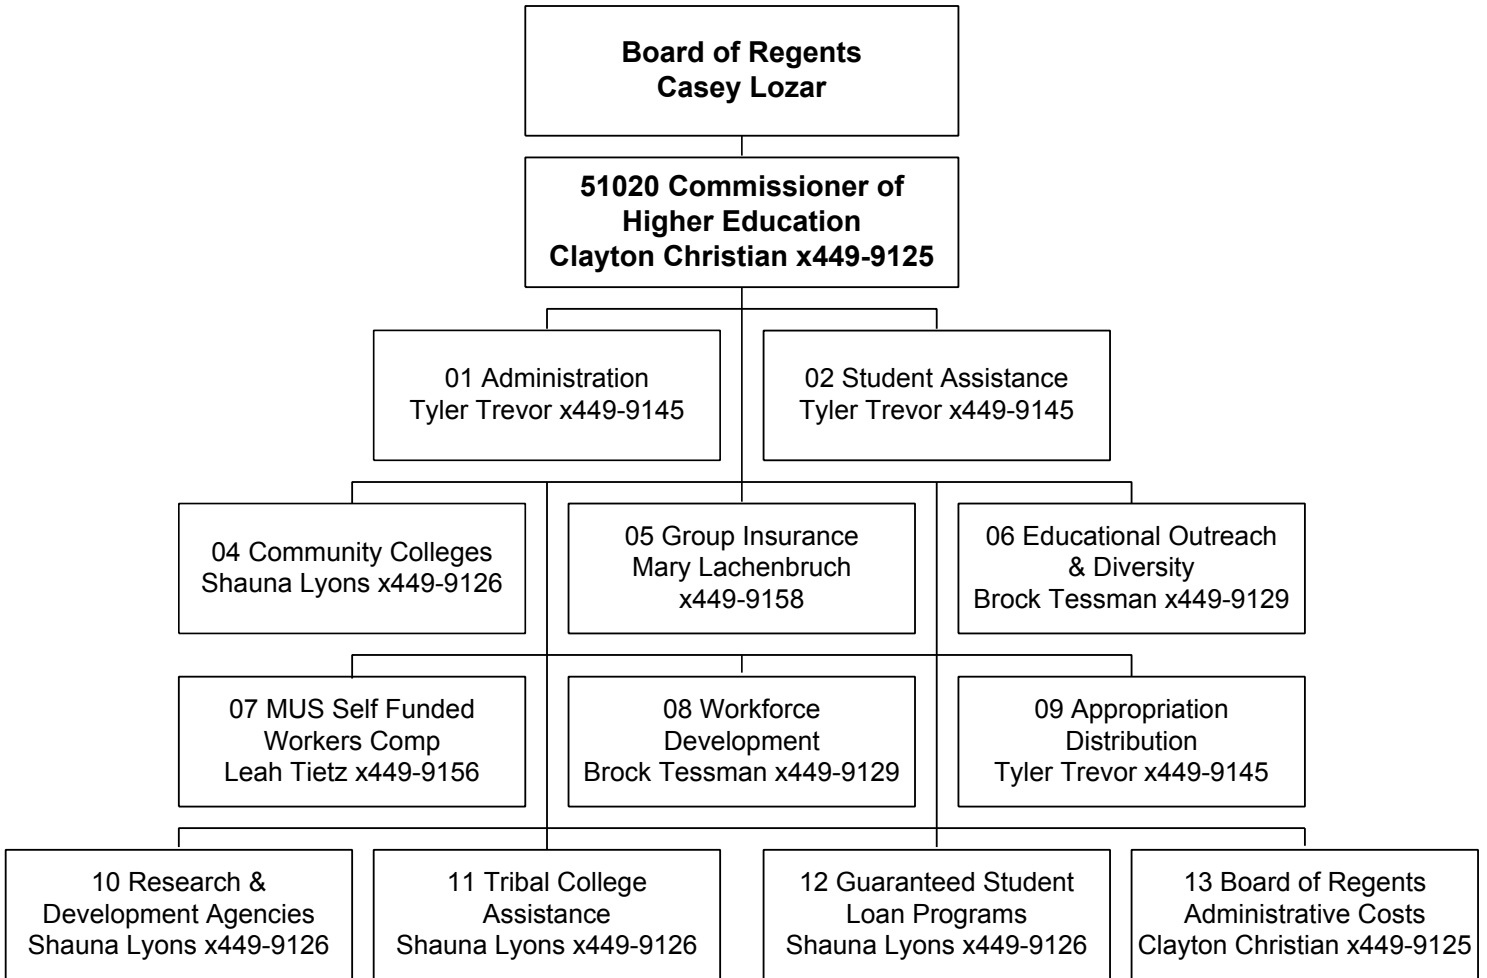 Board of Regents
Casey Lozar
51020 Commissioner of
Higher Education
Clayton Christian x449-9125
01 Administration
Tyler Trevor x449-9145
02 Student Assistance
Tyler Trevor x449-9145
04 Community Colleges
Shauna Lyons x449-9126
05 Group Insurance
Mary Lachenbruch
x449-9158
06 Educational Outreach
& Diversity
Brock Tessman x449-9129
07 MUS Self Funded
Workers Comp
Leah Tietz x449-9156
08 Workforce
Development
Brock Tessman x449-9129
09 Appropriation
Distribution
Tyler Trevor x449-9145
10 Research &
Development Agencies
Shauna Lyons x449-9126
11 Tribal College
Assistance
Shauna Lyons x449-9126
12 Guaranteed Student
Loan Programs
Shauna Lyons x449-9126
13 Board of Regents
Administrative Costs
Clayton Christian x449-9125